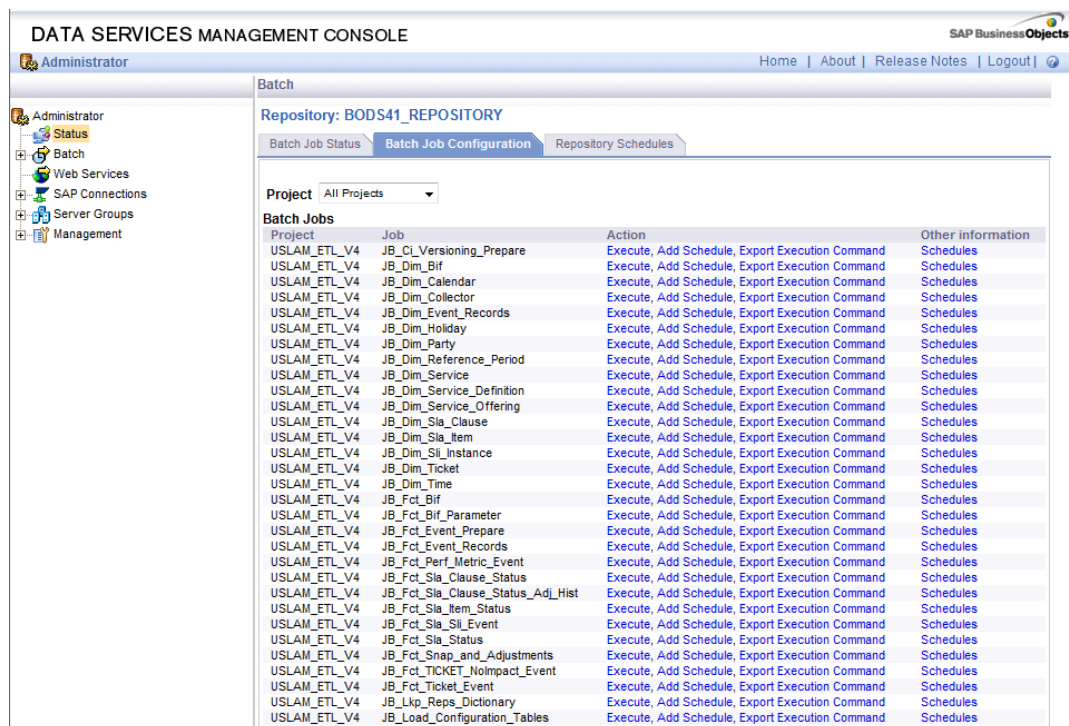 DATA SERVICES MANAGEMENT CONSOLE
SAP BusinessObjects
Administrator
Home | About | Release Notes | Logout |
Batch
Administrator
Status
Batch
Web Services
SAP Connections
Server Groups
Management
Repository: BODS41_REPOSITORY
Batch Job Status Batch Job Configuration Repository Schedules
Project All Projects
Batch Jobs
Project Job Action Other information
USLAM_ETL_V4 JB_Ci_Versioning_Prepare Execute, Add Schedule, Export Execution Command Schedules
USLAM_ETL_V4 JB_Dim_Bif Execute, Add Schedule, Export Execution Command Schedules
USLAM_ETL_V4 JB_Dim_Calendar Execute, Add Schedule, Export Execution Command Schedules
USLAM_ETL_V4 JB_Dim_Collector Execute, Add Schedule, Export Execution Command Schedules
USLAM_ETL_V4 JB_Dim_Event_Records Execute, Add Schedule, Export Execution Command Schedules
USLAM_ETL_V4 JB_Dim_Holiday Execute, Add Schedule, Export Execution Command Schedules
USLAM_ETL_V4 JB_Dim_Party Execute, Add Schedule, Export Execution Command Schedules
USLAM_ETL_V4 JB_Dim_Reference_Period Execute, Add Schedule, Export Execution Command Schedules
USLAM_ETL_V4 JB_Dim_Service Execute, Add Schedule, Export Execution Command Schedules
USLAM_ETL_V4 JB_Dim_Service_Definition Execute, Add Schedule, Export Execution Command Schedules
USLAM_ETL_V4 JB_Dim_Service_Offering Execute, Add Schedule, Export Execution Command Schedules
USLAM_ETL_V4 JB_Dim_Sla_Clause Execute, Add Schedule, Export Execution Command Schedules
USLAM_ETL_V4 JB_Dim_Sla_Item Execute, Add Schedule, Export Execution Command Schedules
USLAM_ETL_V4 JB_Dim_Sli_Instance Execute, Add Schedule, Export Execution Command Schedules
USLAM_ETL_V4 JB_Dim_Ticket Execute, Add Schedule, Export Execution Command Schedules
USLAM_ETL_V4 JB_Dim_Time Execute, Add Schedule, Export Execution Command Schedules
USLAM_ETL_V4 JB_Fct_Bif Execute, Add Schedule, Export Execution Command Schedules
USLAM_ETL_V4 JB_Fct_Bif_Parameter Execute, Add Schedule, Export Execution Command Schedules
USLAM_ETL_V4 JB_Fct_Event_Prepare Execute, Add Schedule, Export Execution Command Schedules
USLAM_ETL_V4 JB_Fct_Event_Records Execute, Add Schedule, Export Execution Command Schedules
USLAM_ETL_V4 JB_Fct_Perf_Metric_Event Execute, Add Schedule, Export Execution Command Schedules
USLAM_ETL_V4 JB_Fct_Sla_Clause_Status Execute, Add Schedule, Export Execution Command Schedules
USLAM_ETL_V4 JB_Fct_Sla_Clause_Status_Adj_Hist Execute, Add Schedule, Export Execution Command Schedules
USLAM_ETL_V4 JB_Fct_Sla_Item_Status Execute, Add Schedule, Export Execution Command Schedules
USLAM_ETL_V4 JB_Fct_Sla_Sli_Event Execute, Add Schedule, Export Execution Command Schedules
USLAM_ETL_V4 JB_Fct_Sla_Status Execute, Add Schedule, Export Execution Command Schedules
USLAM_ETL_V4 JB_Fct_Snap_and_Adjustments Execute, Add Schedule, Export Execution Command Schedules
USLAM_ETL_V4 JB_Fct_TICKET_NoImpact_Event Execute, Add Schedule, Export Execution Command Schedules
USLAM_ETL_V4 JB_Fct_Ticket_Event Execute, Add Schedule, Export Execution Command Schedules
USLAM_ETL_V4 JB_Lkp_Reps_Dictionary Execute, Add Schedule, Export Execution Command Schedules
USLAM_ETL_V4 JB_Load_Configuration_Tables Execute, Add Schedule, Export Execution Command Schedules